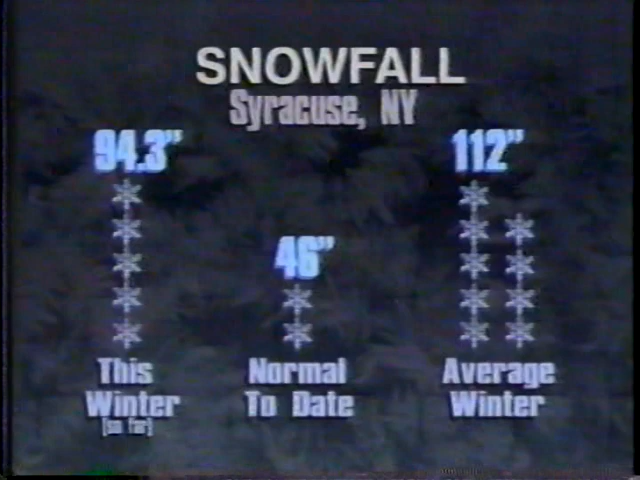 SNOWFALL
Syracuse, NY
94.3"
46"
112"
This
Winter
(so far)
Normal
To Date
Average
Winter